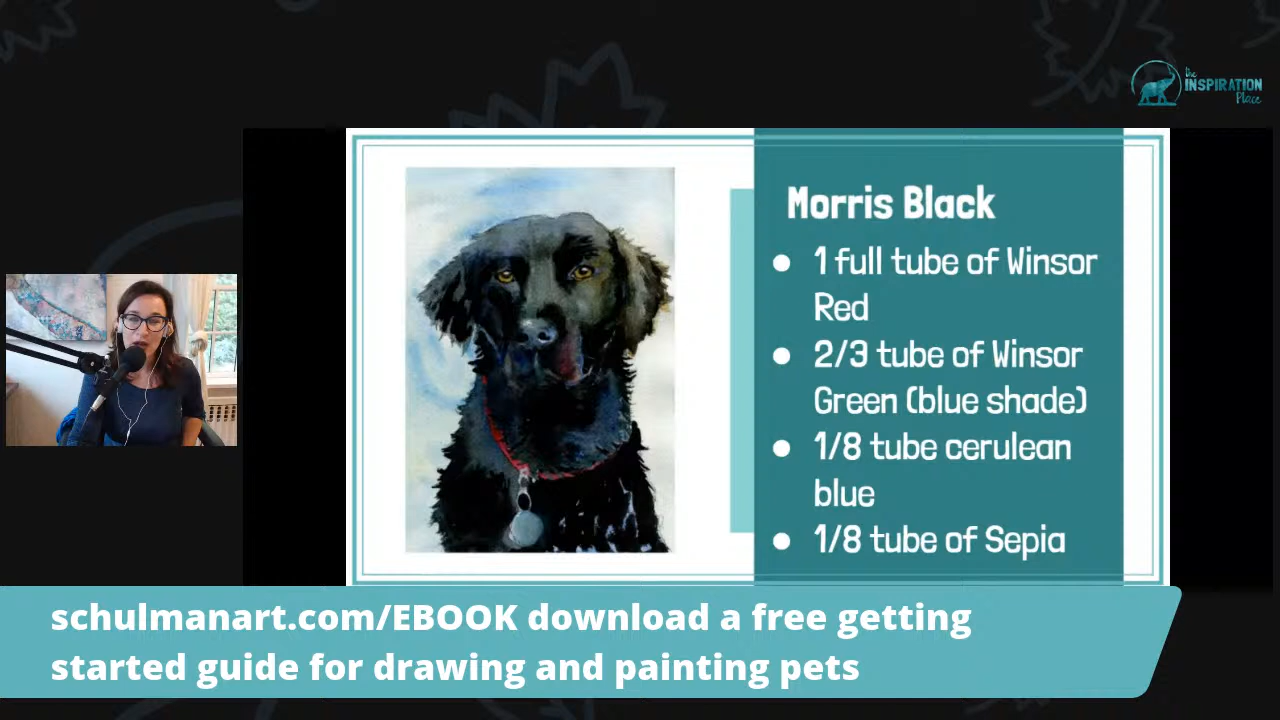 the
INSPIRATION
Place
Morris Black
● 1 full tube of Winsor
Red
● 2/3 tube of Winsor
Green (blue shade)
● 1/8 tube cerulean
blue
● 1/8 tube of Sepia
schulmanart.com/EBOOK download a free getting
started guide for drawing and painting pets